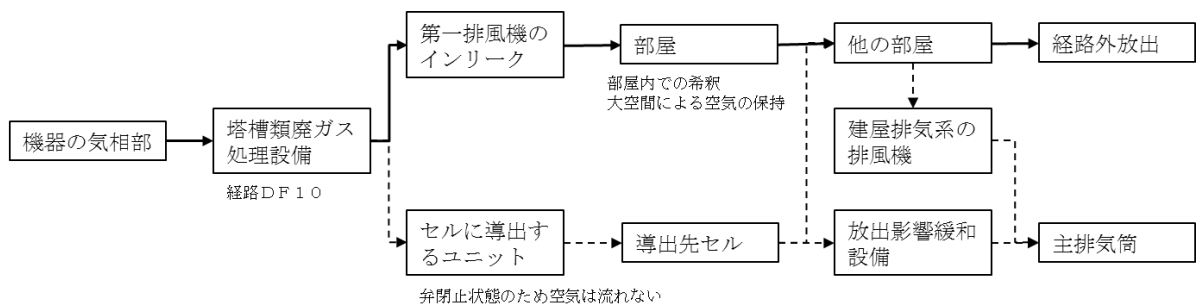 第一排風機の
インリーク
部屋
他の部屋
経路外放出
部屋内での希釈
大空間による空気の保持
機器の気相部
塔槽類廃ガス
処理設備
経路DF10
建屋排気系の
排風機
セルに導出す
るユニット
導出先セル
放出影響緩和
設備
主排気筒
弁閉止状態のため空気は流れない